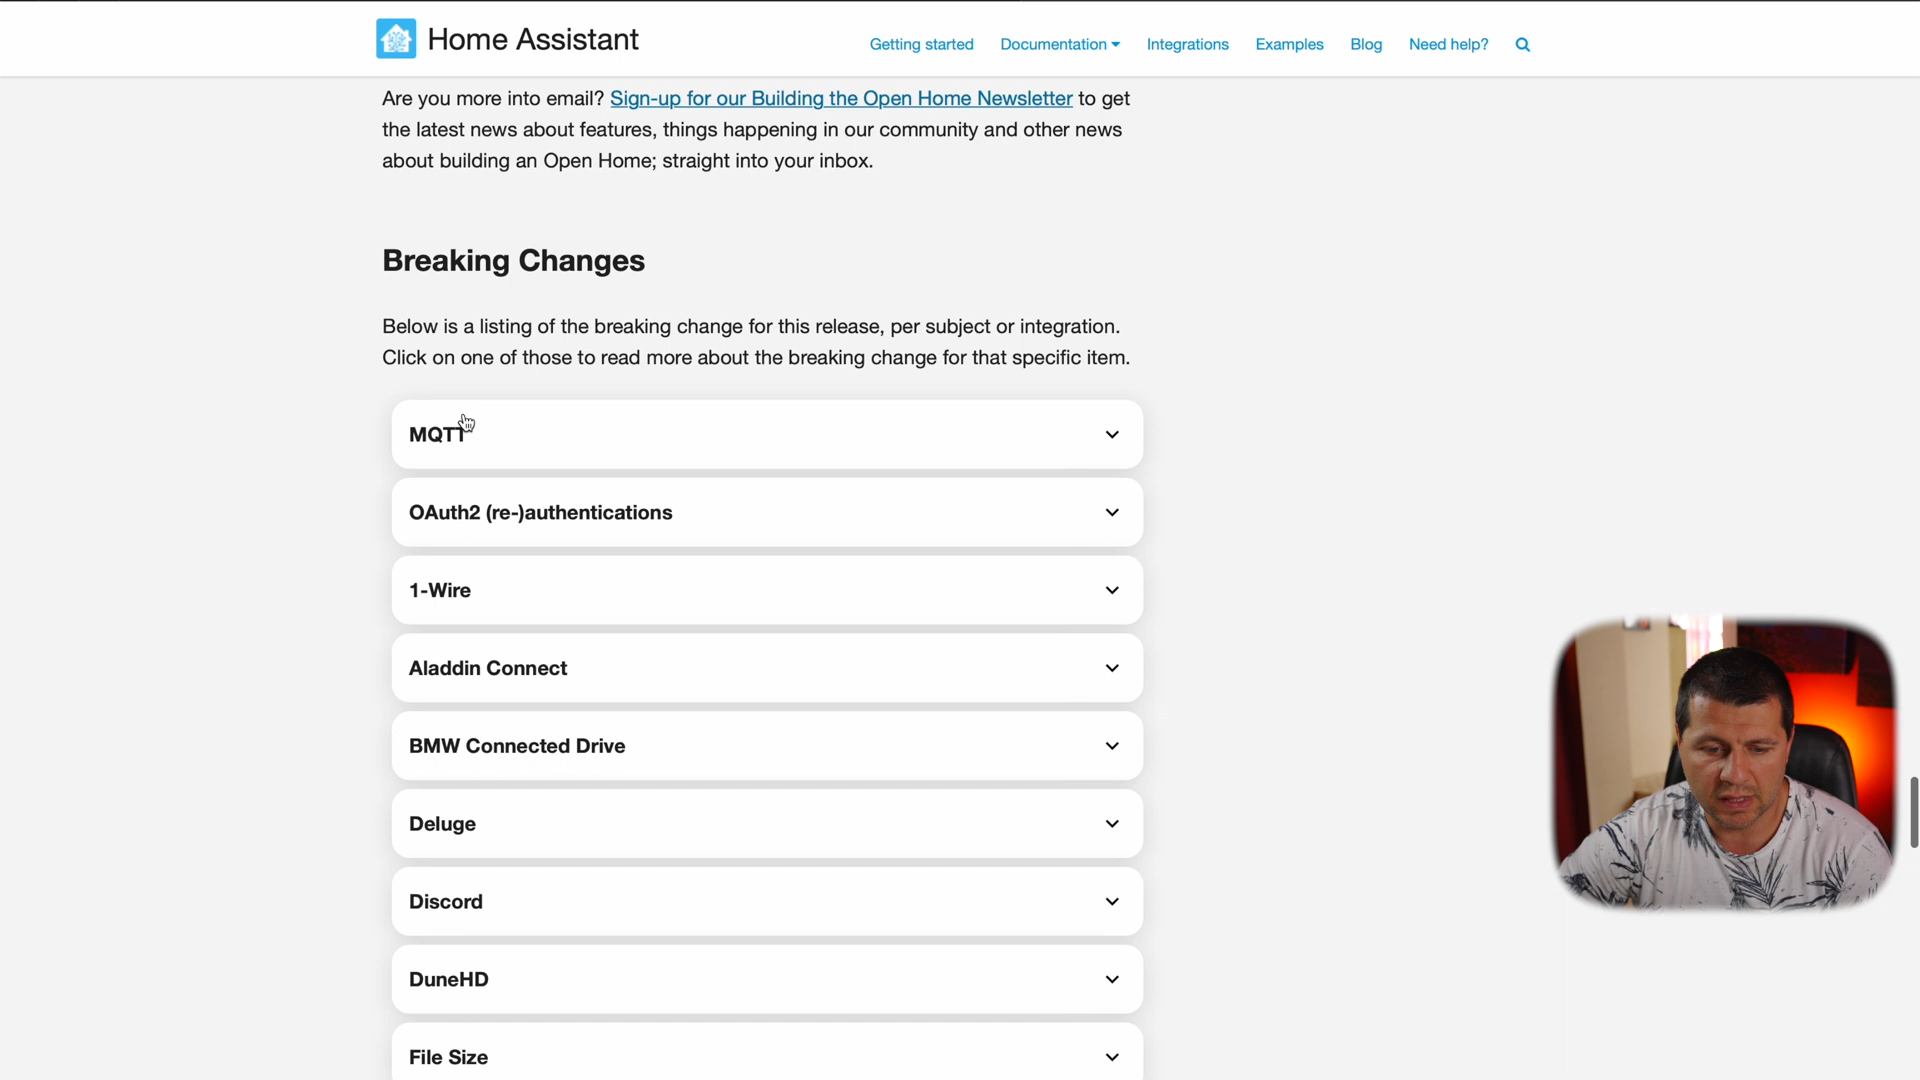 Home Assistant
Getting started
Documentation
Integrations
Examples
Blog
Need help?
Are you more into email? Sign-up for our Building the Open Home Newsletter to get
the latest news about features, things happening in our community and other news
about building an Open Home; straight into your inbox.
Breaking Changes
Below is a listing of the breaking change for this release, per subject or integration.
Click on one of those to read more about the breaking change for that specific item.
MQTT
OAuth2 (re-)authentications
1-Wire
Aladdin Connect
BMW Connected Drive
Deluge
Discord
DuneHD
File Size